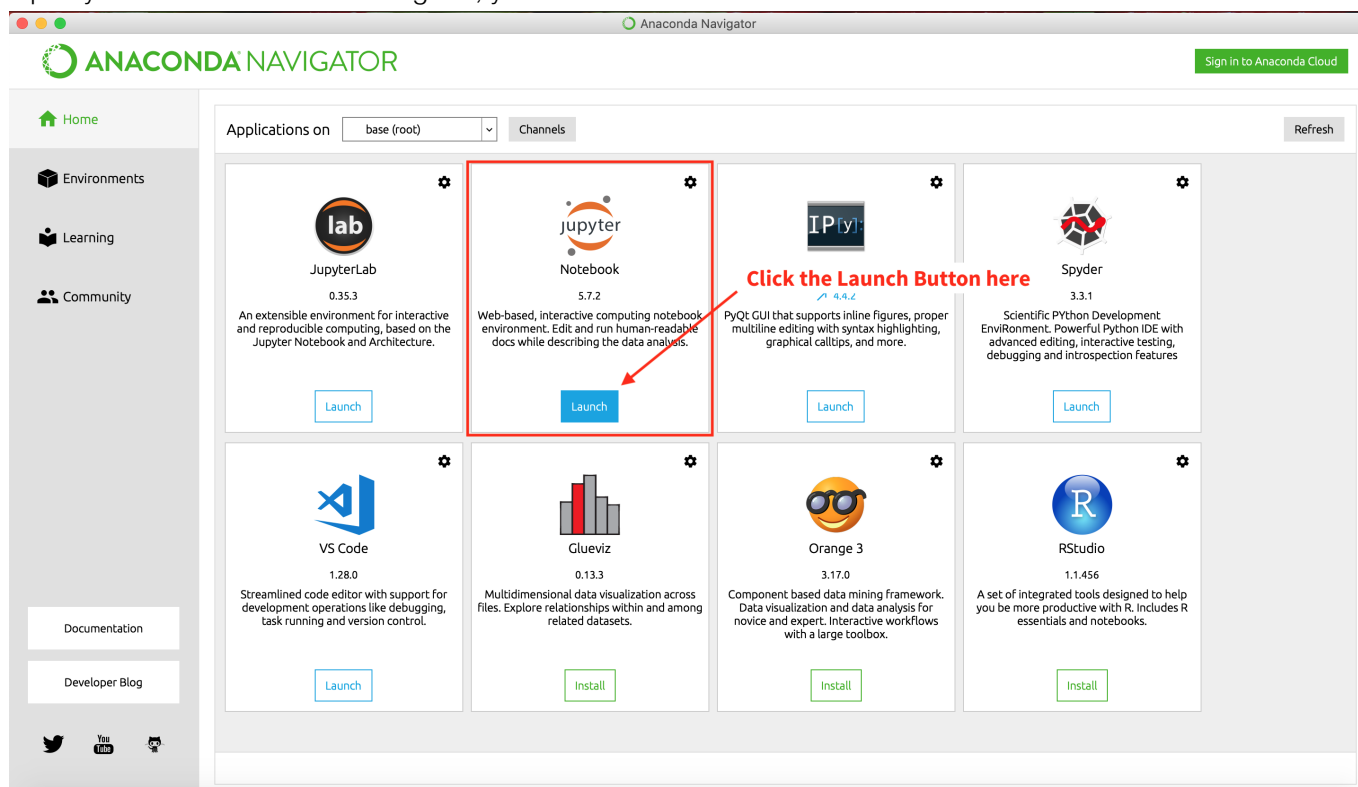 Anaconda Navigator
ANACONDA NAVIGATOR
Sign in to Anaconda Cloud
Home
Environments
Learning
Community
Documentation
Developer Blog
You
Tube
Applications on
base (root)
Channels
Refresh
lab
JupyterLab
0.35.3
An extensible environment for interactive
and reproducible computing, based on the
Jupyter Notebook and Architecture.
Launch
jupyter
Notebook
5.7.2
Web-based, interactive computing notebook
environment. Edit and run human-readable
docs while describing the data analysis.
Launch
IP[y]:
Click the Launch Button here
4.4.2
PyQt GUI that supports inline figures, proper
multiline editing with syntax highlighting,
graphical calltips, and more.
Launch
Spyder
3.3.1
Scientific PYthon Development
EnviRonment. Powerful Python IDE with
advanced editing, interactive testing,
debugging and introspection features
Launch
VS Code
1.28.0
Streamlined code editor with support for
development operations like debugging,
task running and version control.
Launch
Glueviz
0.13.3
Multidimensional data visualization across
files. Explore relationships within and among
related datasets.
Install
Orange 3
3.17.0
Component based data mining framework.
Data visualization and data analysis for
novice and expert. Interactive workflows
with a large toolbox.
Install
R
RStudio
1.1.456
A set of integrated tools designed to help
you be more productive with R. Includes R
essentials and notebooks.
Install